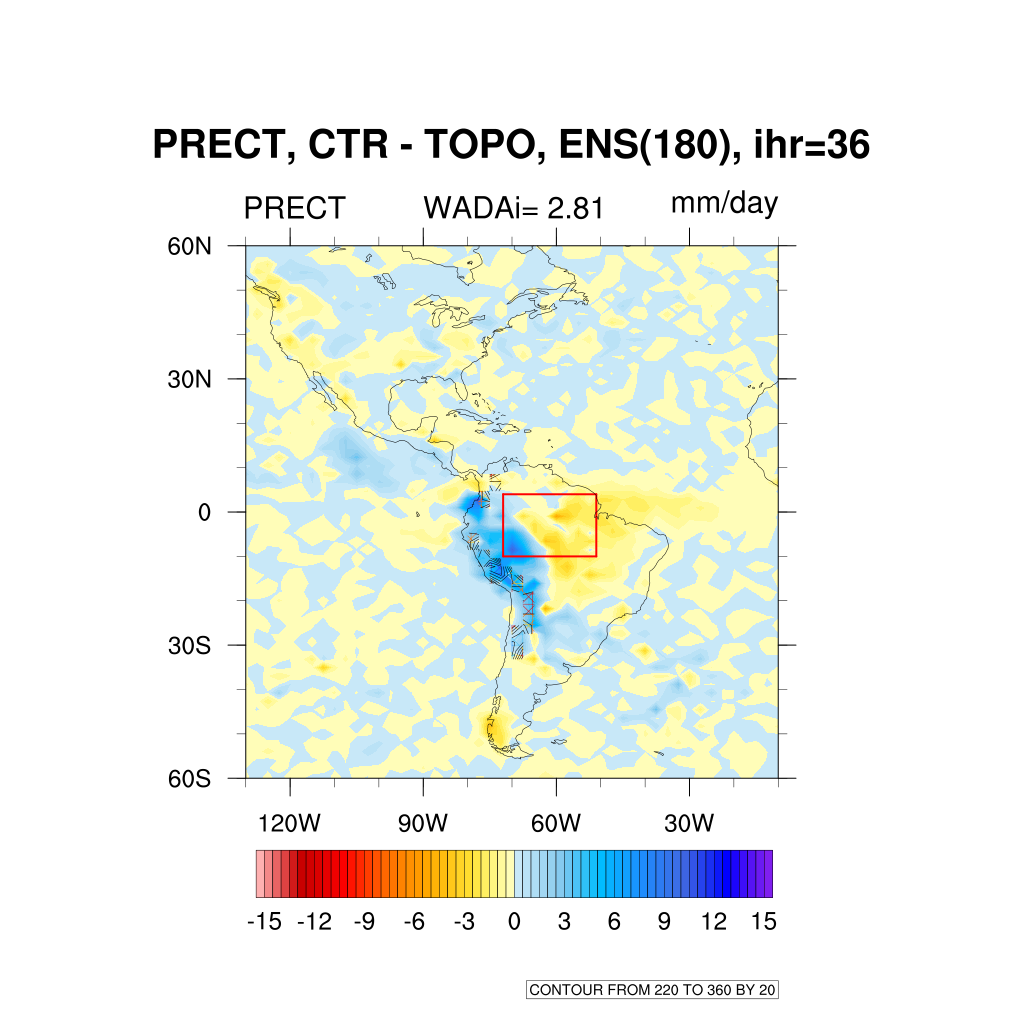 PRECT, CTR - TOPO, ENS(180), ihr=36
PRECT WADAi= 2.81 mm/day
60N
30N
0
30S
60S
120W 90W 60W 30W
-15 -12 -9 -6 -3 0 3 6 9 12 15
CONTOUR FROM 220 TO 360 BY 20